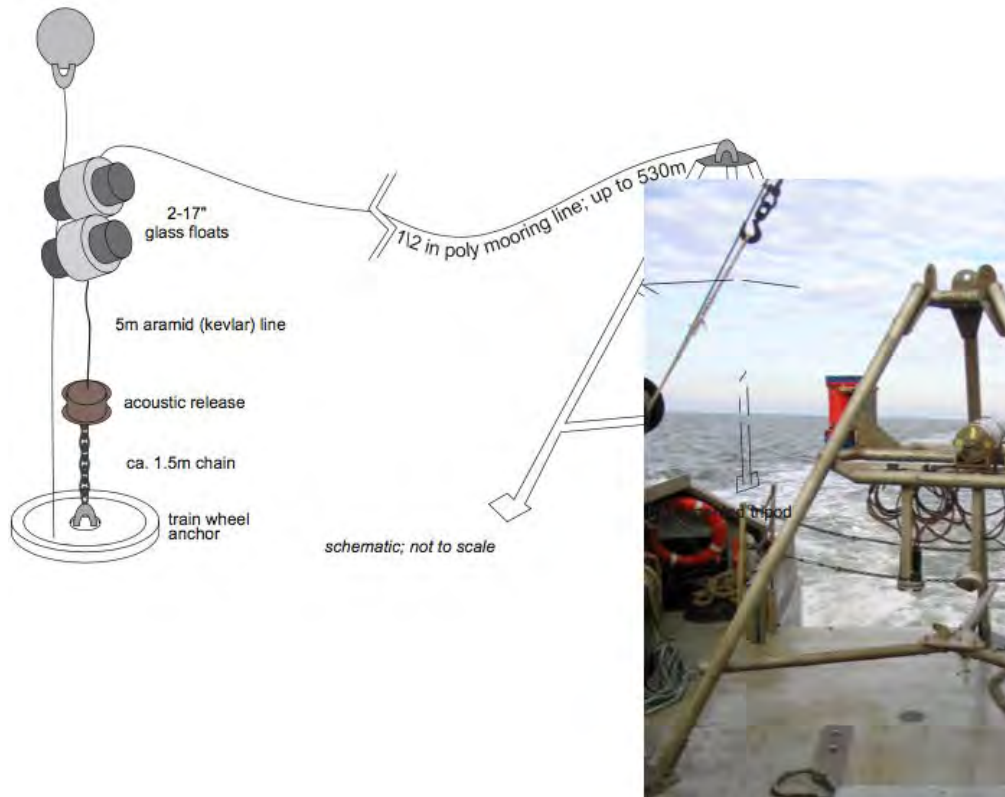 2-17"
glass floats
1\2 in poly mooring line; up to 530m
5m aramid (kevlar) line
acoustic release
ca. 1.5m chain
train wheel
anchor
tripod
schematic; not to scale